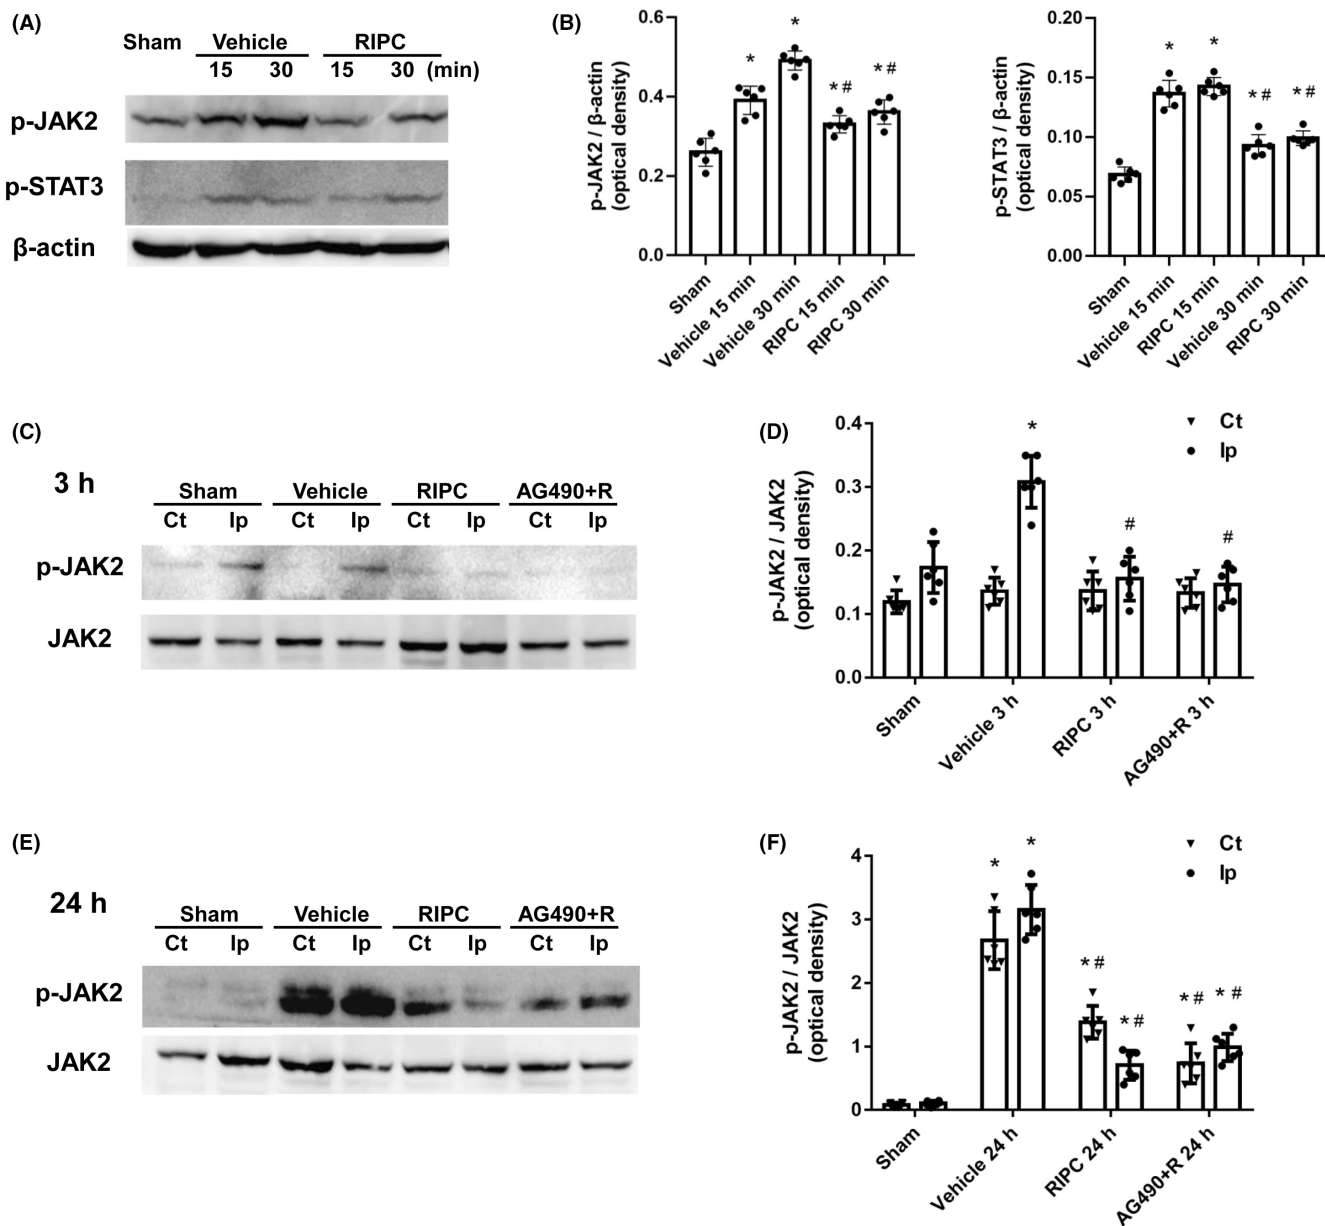 (A)
Sham Vehicle RIPC
15 30 15 30 (min)
p-JAK2
p-STAT3
β-actin
(B)
p-JAK2 / β-actin
(optical density)
0.6
0.4
0.2
0.0
* * * # * #
Sham
Vehicle 15 min
Vehicle 30 min
RIPC 15 min
RIPC 30 min
p-STAT3 / β-actin
(optical density)
0.20
0.15
0.10
0.05
0.00
* * * # * #
Sham
Vehicle 15 min
RIPC 15 min
Vehicle 30 min
RIPC 30 min
(C)
3 h
Sham Vehicle RIPC AG490+R
Ct Ip Ct Ip Ct Ip Ct Ip
p-JAK2
JAK2
(D)
p-JAK2 / JAK2
(optical density)
0.4
0.3
0.2
0.1
0.0
Ct
Ip
* # #
Sham
Vehicle 3 h
RIPC 3 h
AG490+R 3 h
(E)
24 h
Sham Vehicle RIPC AG490+R
Ct Ip Ct Ip Ct Ip Ct Ip
p-JAK2
JAK2
(F)
p-JAK2 / JAK2
(optical density)
4
3
2
1
0
Ct
Ip
* * * # * # * # * #
Sham
Vehicle 24 h
RIPC 24 h
AG490+R 24 h